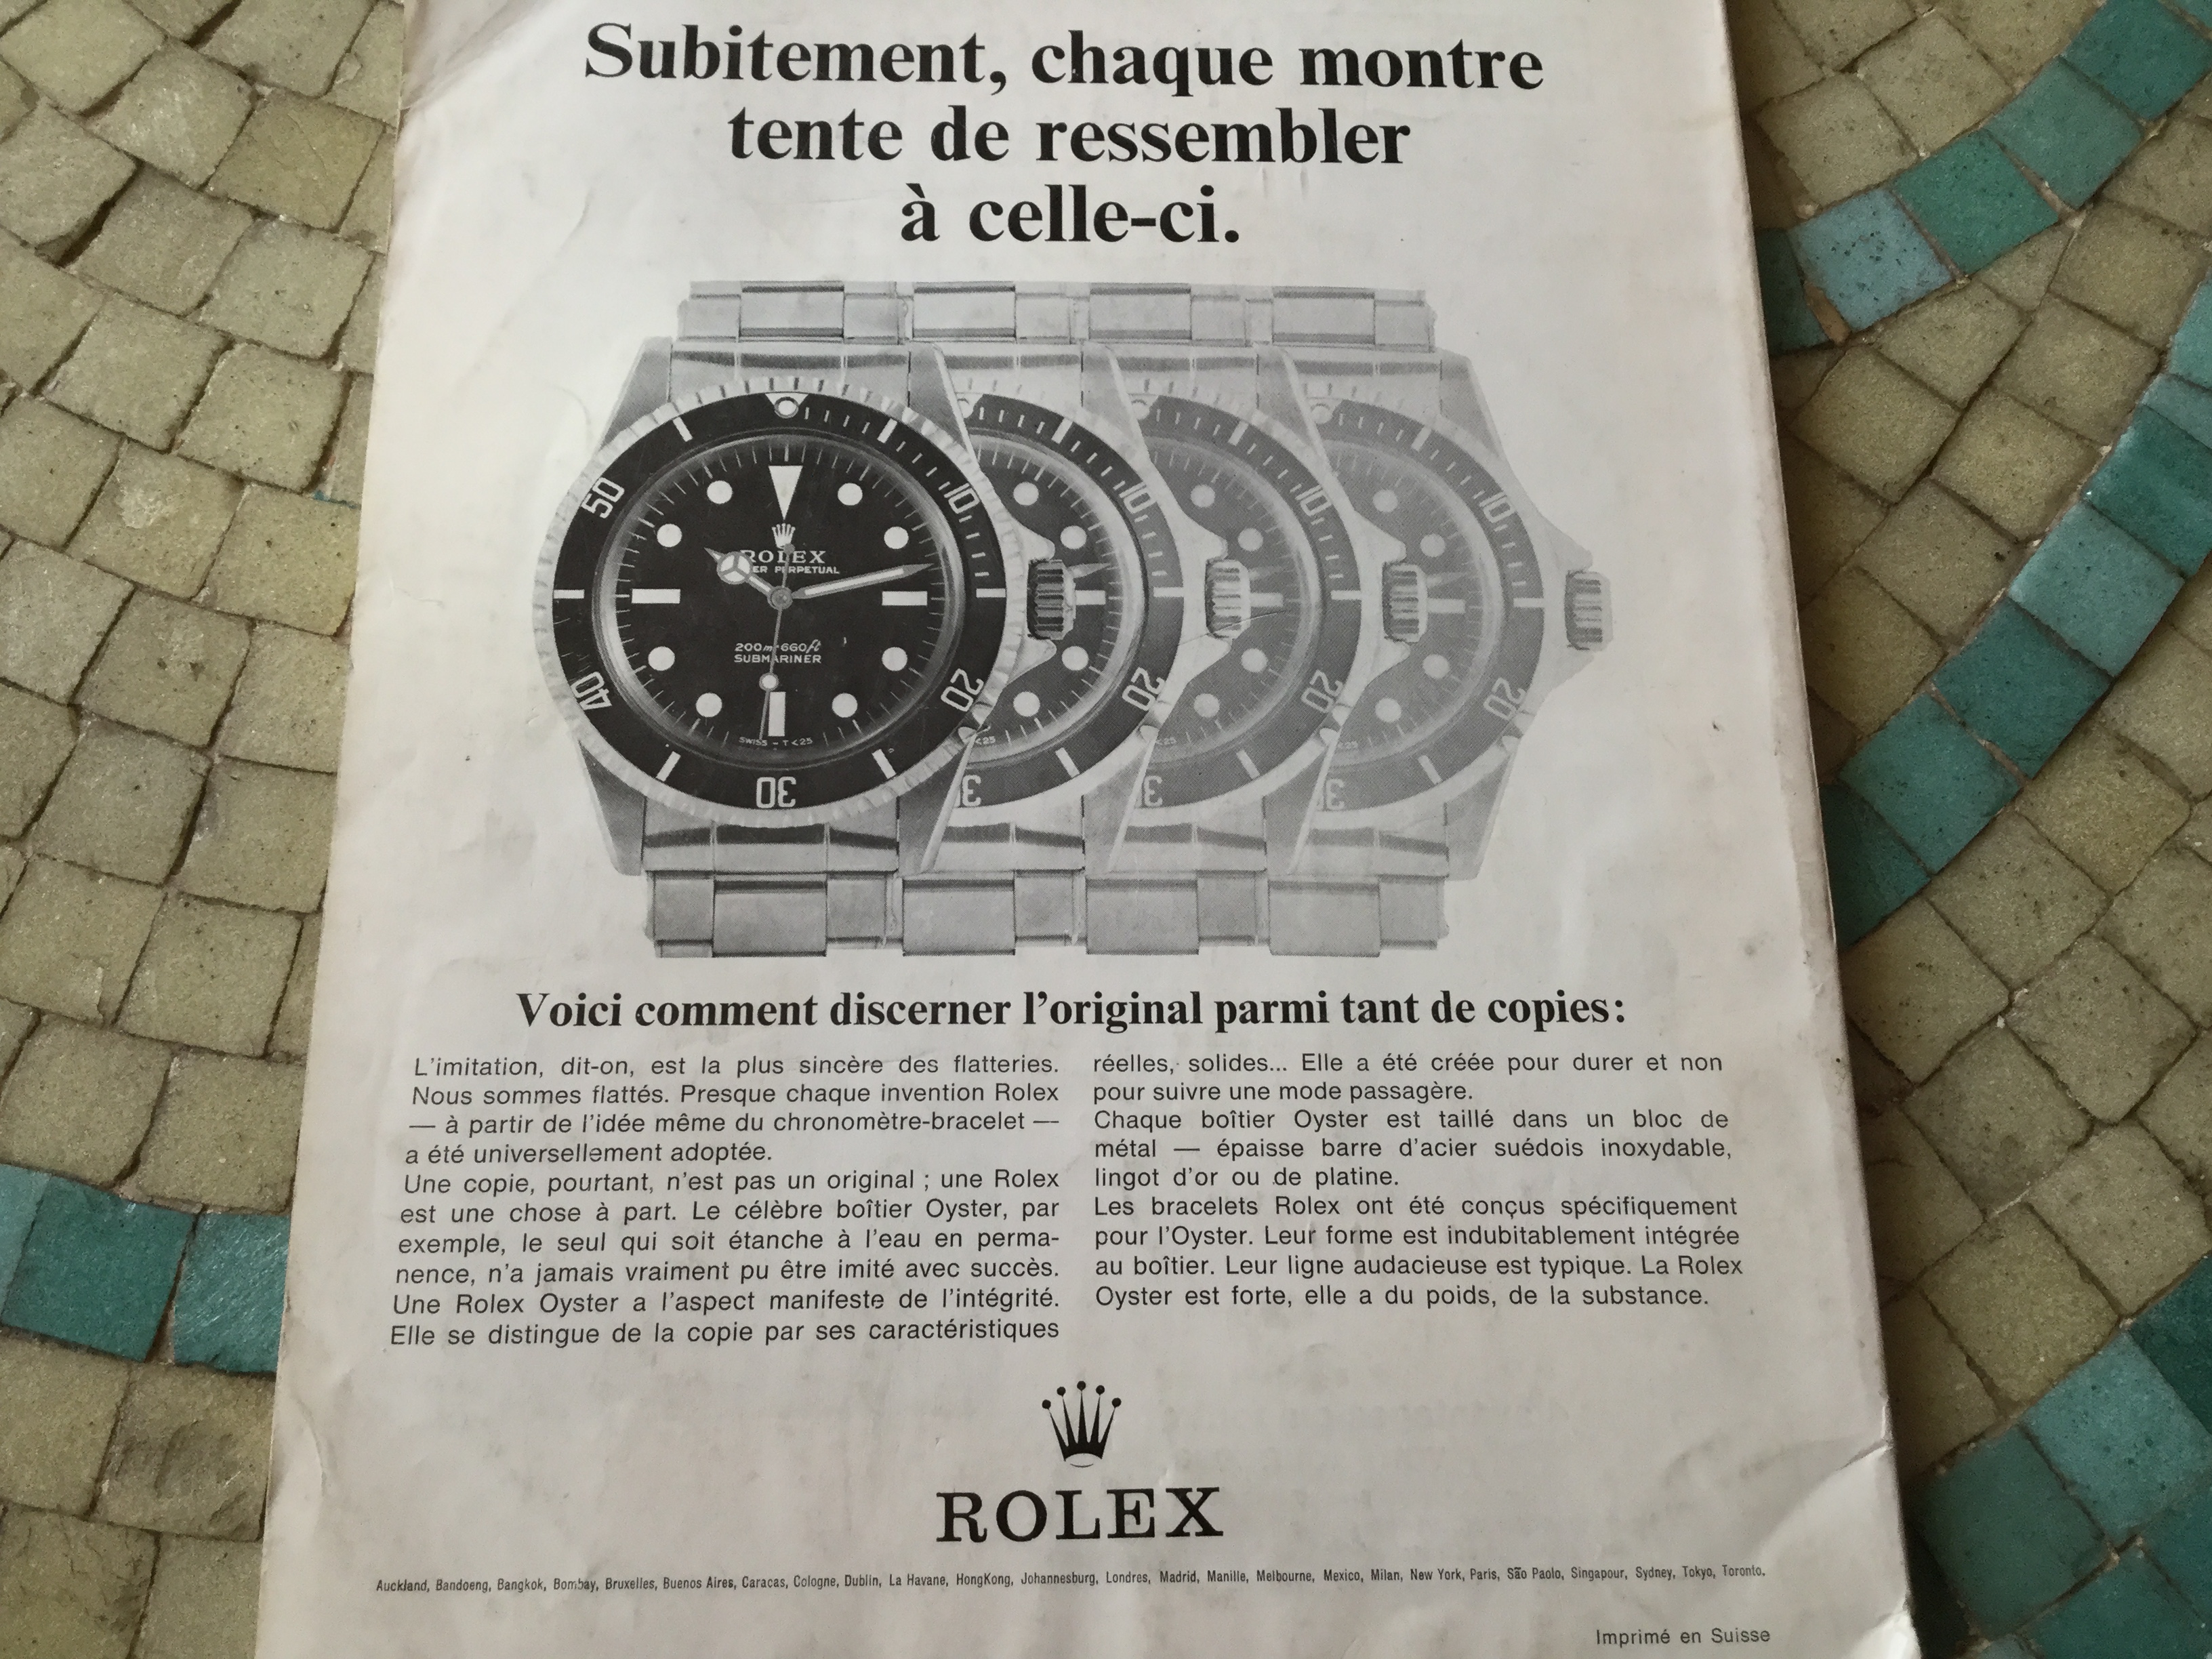 Subitement, chaque montre
tente de ressembler
à celle-ci.
50
10
10
10
10
ROLEX
PERPETUAL
200m-660ft
SUBMARINER
40
20
20
20
20
SWISS - T<25
<25
30
3
3
3
Voici comment discerner l'original parmi tant de copies:
L'imitation, dit-on, est la plus sincère des flatteries.
Nous sommes flattés. Presque chaque invention Rolex
— à partir de l'idée même du chronomètre-bracelet —
a été universellement adoptée.
Une copie, pourtant, n'est pas un original ; une Rolex
est une chose à part. Le célèbre boîtier Oyster, par
exemple, le seul qui soit étanche à l'eau en perma-
nence, n'a jamais vraiment pu être imité avec succès.
Une Rolex Oyster a l'aspect manifeste de l'intégrité.
Elle se distingue de la copie par ses caractéristiques
réelles, solides... Elle a été créée pour durer et non
pour suivre une mode passagère.
Chaque boîtier Oyster est taillé dans un bloc de
métal — épaisse barre d'acier suédois inoxydable,
lingot d'or ou de platine.
Les bracelets Rolex ont été conçus spécifiquement
pour l'Oyster. Leur forme est indubitablement intégrée
au boîtier. Leur ligne audacieuse est typique. La Rolex
Oyster est forte, elle a du poids, de la substance.
ROLEX
Auckland, Bandoeng, Bangkok, Bombay, Bruxelles, Buenos Aires, Caracas, Cologne, Dublin, La Havane, HongKong, Johannesburg, Londres, Madrid, Manille, Melbourne, Mexico, Milan, New York, Paris, São Paolo, Singapour, Sydney, Tokyo, Toronto.
Imprimé en Suisse